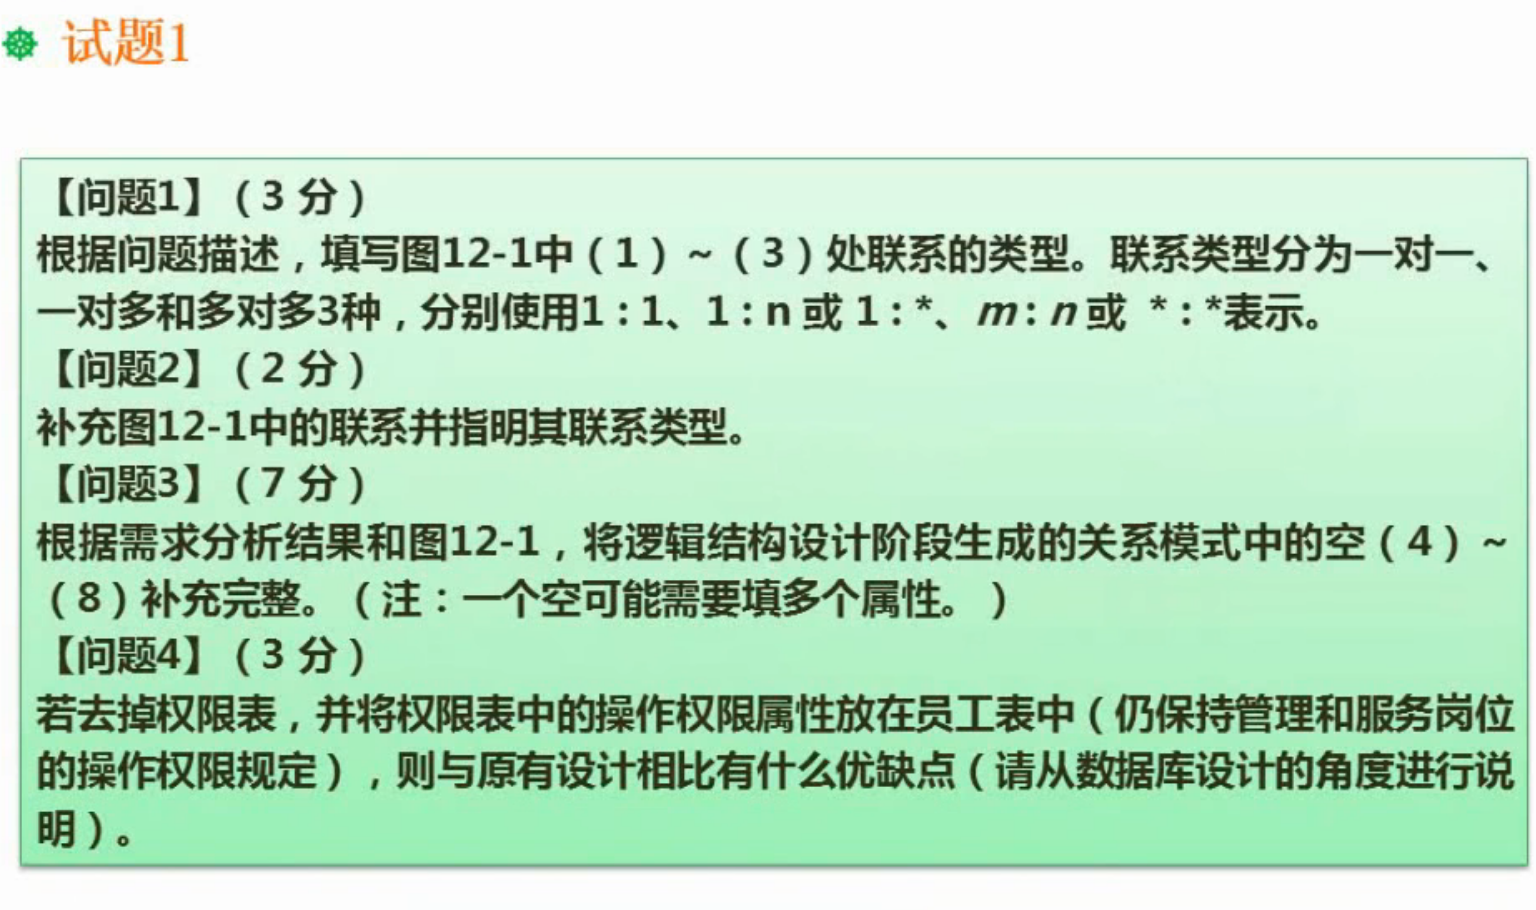 试题1
【问题1】（3 分）
根据问题描述，填写图12-1中（1）~（3）处联系的类型。联系类型分为一对一、
一对多和多对多3种，分别使用1：1、1：n 或 1：*、m：n 或 *：*表示。
【问题2】（2 分）
补充图12-1中的联系并指明其联系类型。
【问题3】（7 分）
根据需求分析结果和图12-1，将逻辑结构设计阶段生成的关系模式中的空（4）~
（8）补充完整。（注：一个空可能需要填多个属性。）
【问题4】（3 分）
若去掉权限表，并将权限表中的操作权限属性放在员工表中（仍保持管理和服务岗位
的操作权限规定），则与原有设计相比有什么优缺点（请从数据库设计的角度进行说
明）。